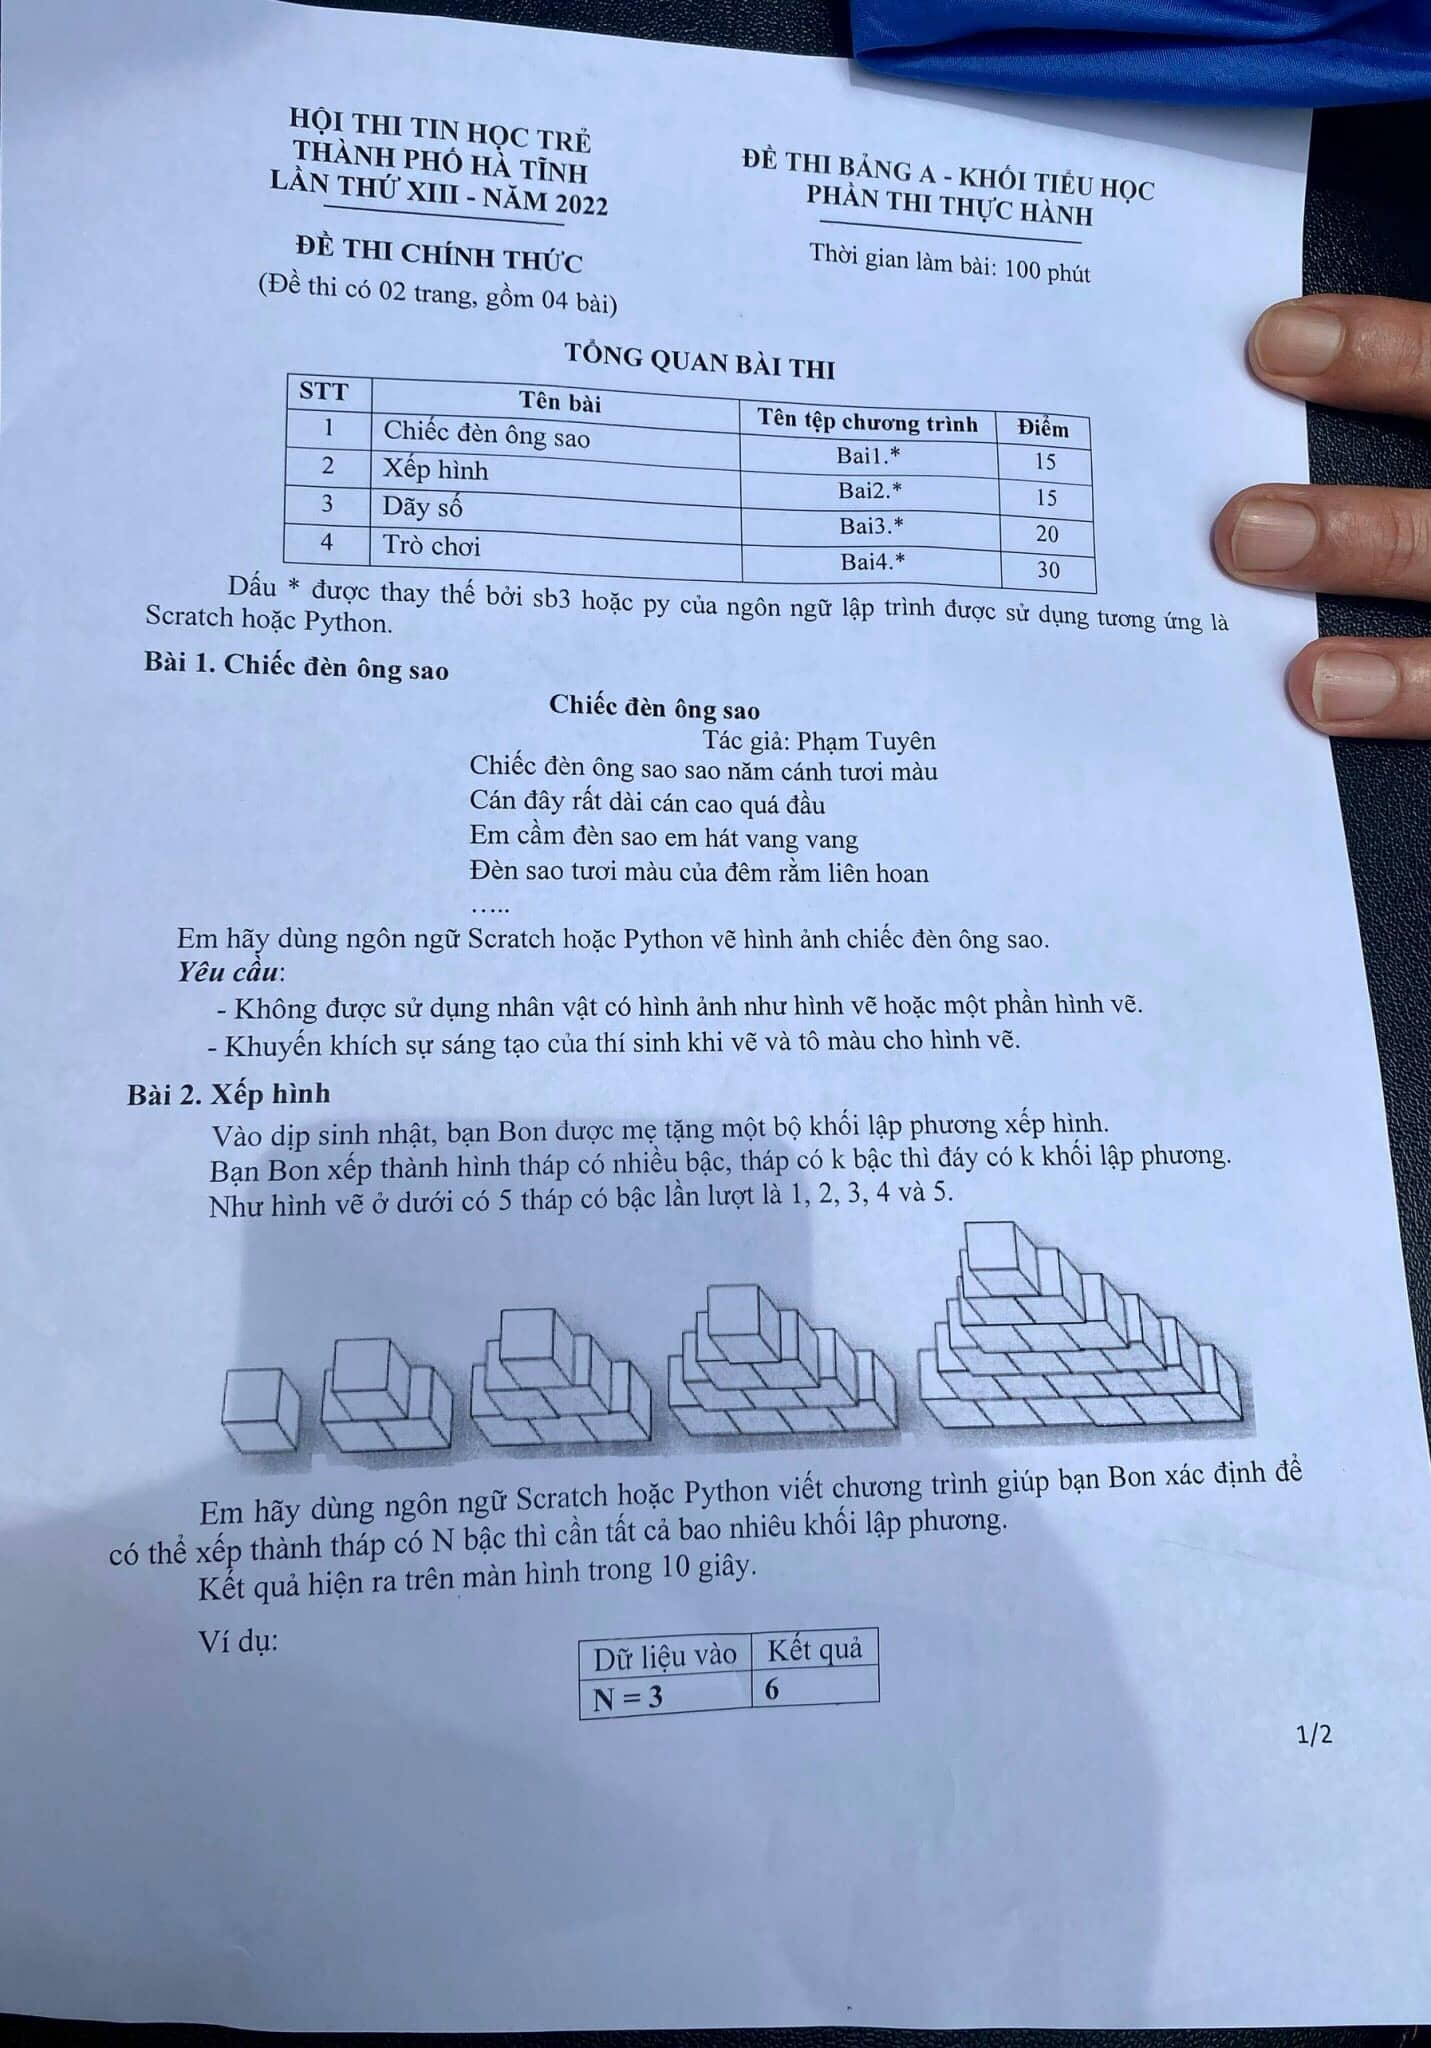 HỘI THI TIN HỌC TRẺ
THÀNH PHỐ HÀ TĨNH
LẦN THỨ XIII - NĂM 2022
ĐỀ THI CHÍNH THỨC
(Đề thi có 02 trang, gồm 04 bài)
ĐỀ THI BẢNG A - KHỐI TIỂU HỌC
PHẦN THI THỰC HÀNH
Thời gian làm bài: 100 phút
TỔNG QUAN BÀI THI
STT Tên bài Tên tệp chương trình Điểm
1 Chiếc đèn ông sao Bai1.* 15
2 Xếp hình Bai2.* 15
3 Dãy số Bai3.* 20
4 Trò chơi Bai4.* 30
Dấu * được thay thế bởi sb3 hoặc py của ngôn ngữ lập trình được sử dụng tương ứng là
Scratch hoặc Python.
Bài 1. Chiếc đèn ông sao
Chiếc đèn ông sao
Tác giả: Phạm Tuyên
Chiếc đèn ông sao sao năm cánh tươi màu
Cán đây rất dài cán cao quá đầu
Em cầm đèn sao em hát vang vang
Đèn sao tươi màu của đêm rằm liên hoan
.....
Em hãy dùng ngôn ngữ Scratch hoặc Python vẽ hình ảnh chiếc đèn ông sao.
Yêu cầu:
- Không được sử dụng nhân vật có hình ảnh như hình vẽ hoặc một phần hình vẽ.
- Khuyến khích sự sáng tạo của thí sinh khi vẽ và tô màu cho hình vẽ.
Bài 2. Xếp hình
Vào dịp sinh nhật, bạn Bon được mẹ tặng một bộ khối lập phương xếp hình.
Bạn Bon xếp thành hình tháp có nhiều bậc, tháp có k bậc thì đáy có k khối lập phương.
Như hình vẽ ở dưới có 5 tháp có bậc lần lượt là 1, 2, 3, 4 và 5.
Em hãy dùng ngôn ngữ Scratch hoặc Python viết chương trình giúp bạn Bon xác định để
có thể xếp thành tháp có N bậc thì cần tất cả bao nhiêu khối lập phương.
Kết quả hiện ra trên màn hình trong 10 giây.
Ví dụ:
Dữ liệu vào Kết quả
N = 3 6
1/2